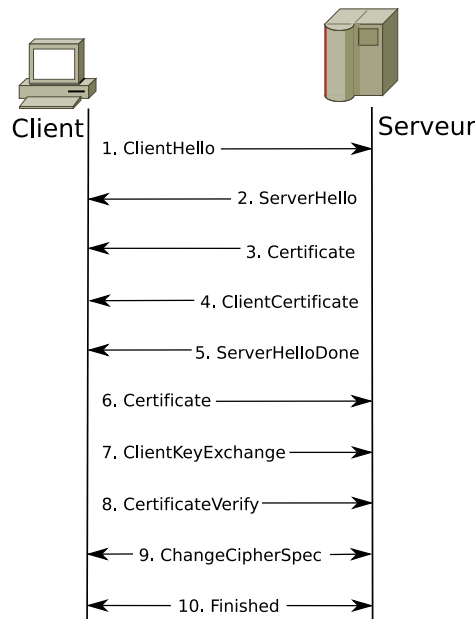 Client
Serveur
1. ClientHello
2. ServerHello
3. Certificate
4. ClientCertificate
5. ServerHelloDone
6. Certificate
7. ClientKeyExchange
8. CertificateVerify
9. ChangeCipherSpec
10. Finished